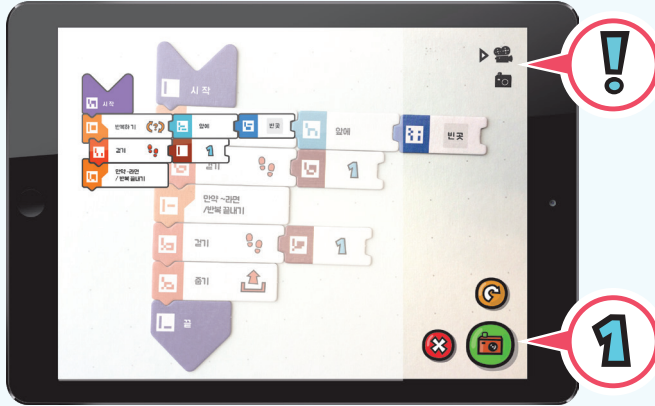 !
시 작
시작
반복하기 (?) 앞에 빈곳
앞에 빈곳
걷기 1
걷기 1
만약 ~라면
/ 반복 끝내기
만약 ~라면
/반복 끝내기
걷기 1
줍기
끝
1